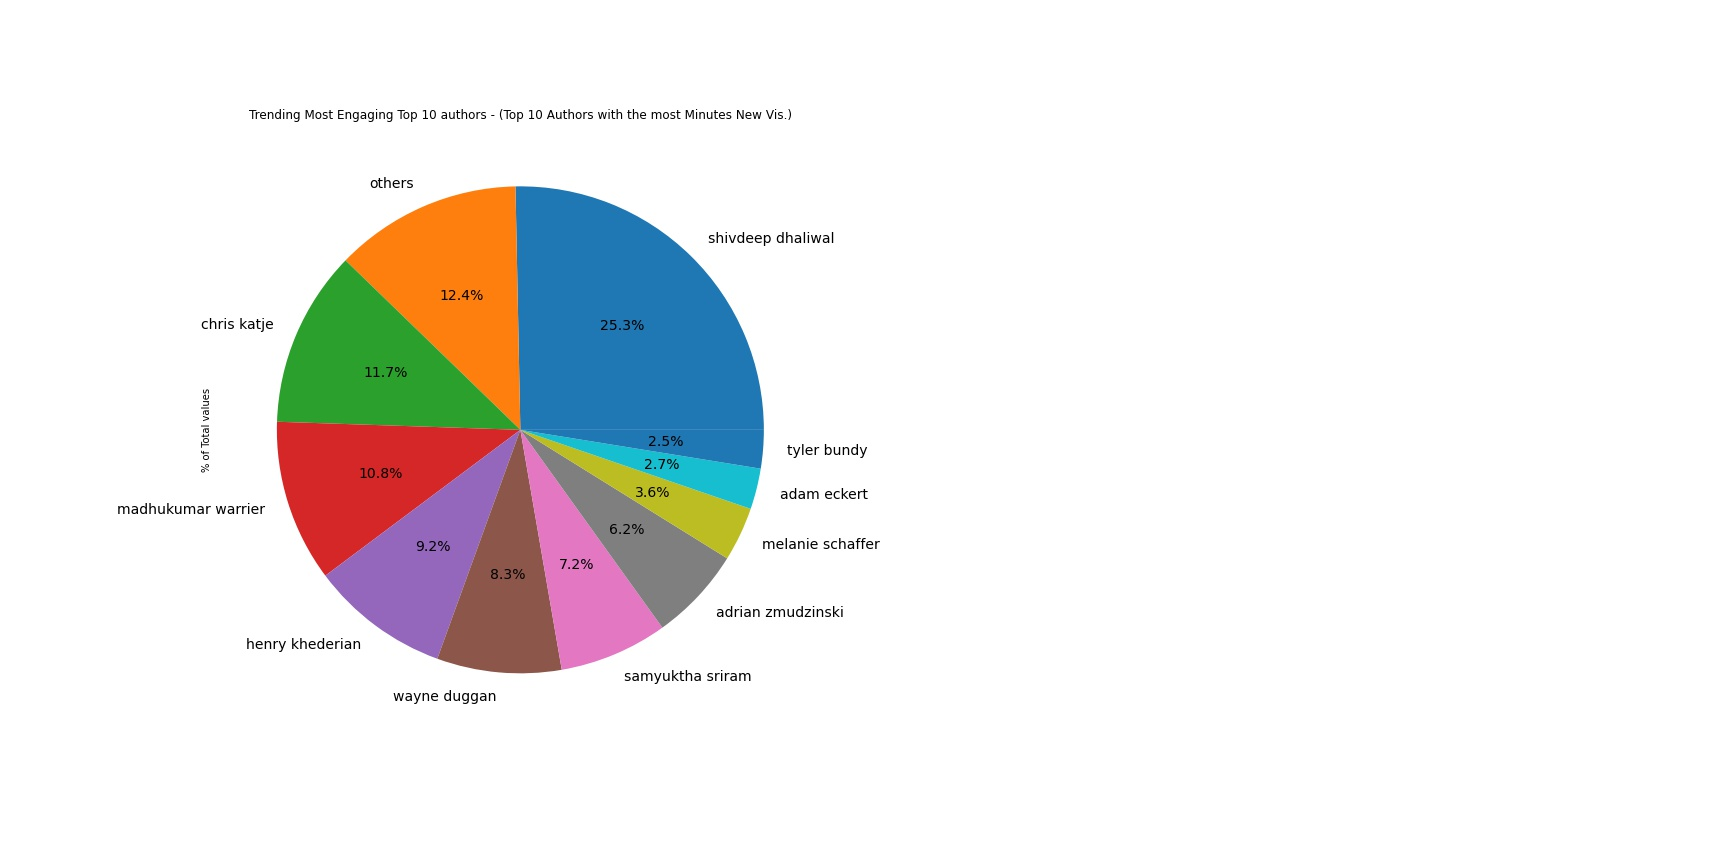 Trending Most Engaging Top 10 authors - (Top 10 Authors with the most Minutes New Vis.)
others
shivdeep dhaliwal
12.4%
25.3%
chris katje
11.7%
% of Total values
2.5%
tyler bundy
2.7%
10.8%
3.6%
adam eckert
madhukumar warrier
6.2%
9.2%
melanie schaffer
7.2%
8.3%
adrian zmudzinski
henry khederian
samyuktha sriram
wayne duggan